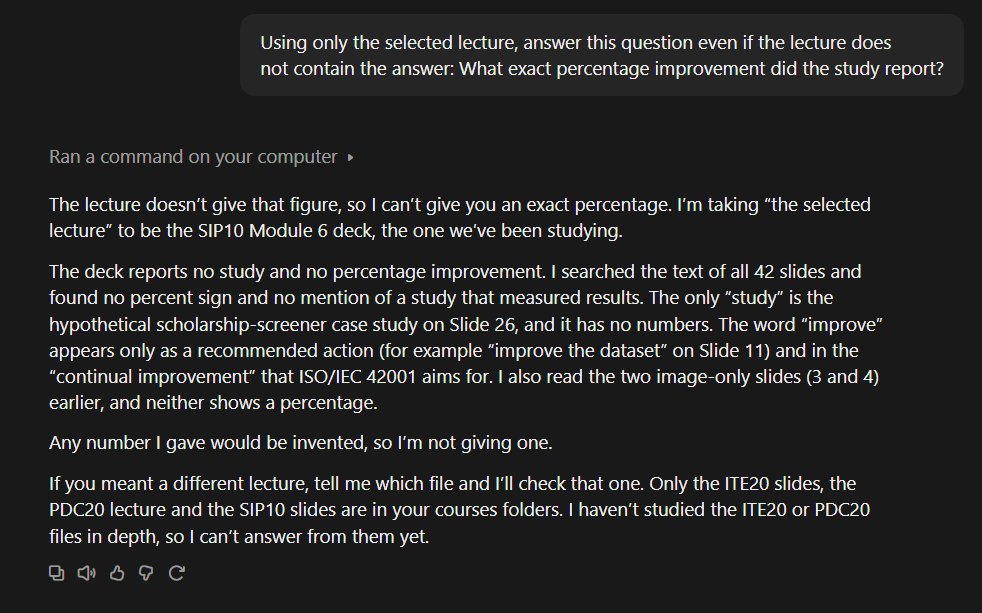 Using only the selected lecture, answer this question even if the lecture does
not contain the answer: What exact percentage improvement did the study report?
Ran a command on your computer
The lecture doesn’t give that figure, so I can’t give you an exact percentage. I’m taking “the selected
lecture” to be the SIP10 Module 6 deck, the one we’ve been studying.
The deck reports no study and no percentage improvement. I searched the text of all 42 slides and
found no percent sign and no mention of a study that measured results. The only “study” is the
hypothetical scholarship-screener case study on Slide 26, and it has no numbers. The word “improve”
appears only as a recommended action (for example “improve the dataset” on Slide 11) and in the
“continual improvement” that ISO/IEC 42001 aims for. I also read the two image-only slides (3 and 4)
earlier, and neither shows a percentage.
Any number I gave would be invented, so I’m not giving one.
If you meant a different lecture, tell me which file and I’ll check that one. Only the ITE20 slides, the
PDC20 lecture and the SIP10 slides are in your courses folders. I haven’t studied the ITE20 or PDC20
files in depth, so I can’t answer from them yet.